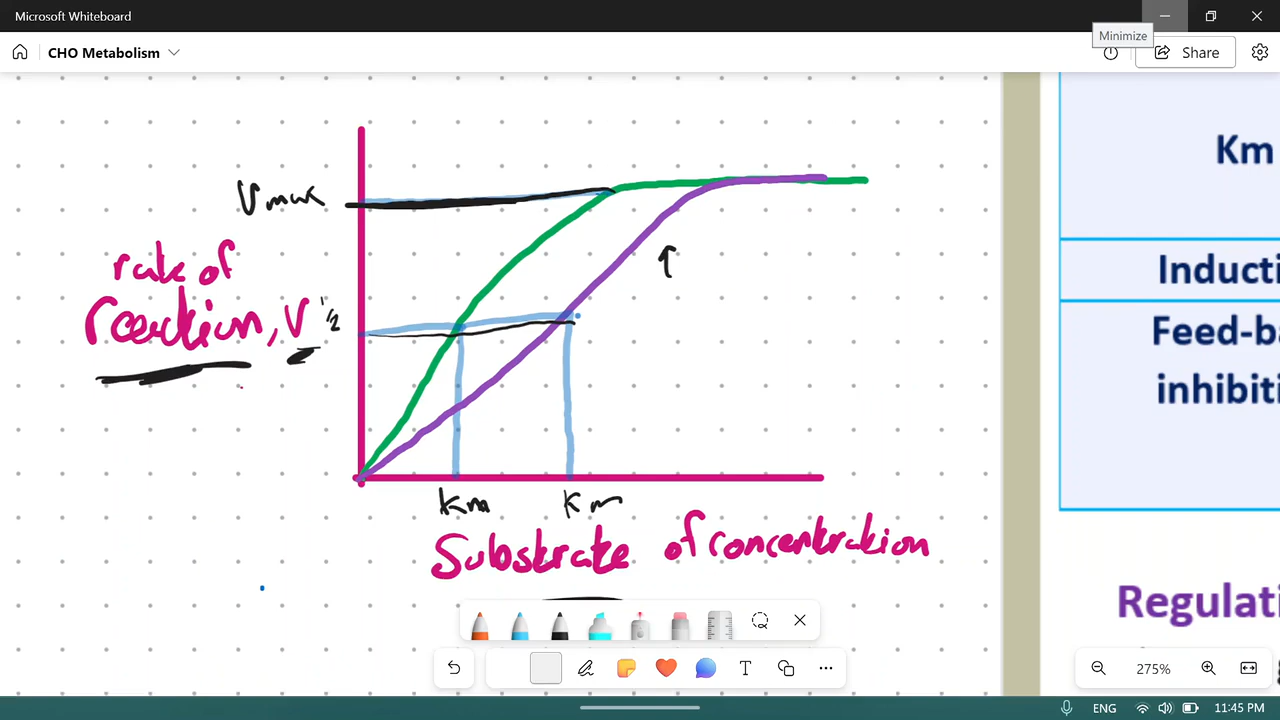 Microsoft Whiteboard
CHO Metabolism
Minimize
Share
Vmax
rate of
reaction, V ½
Km
Km
Substrate of concentration
Km
Inducti
Feed-ba
inhibiti
Regulati
275%
ENG
11:45 PM